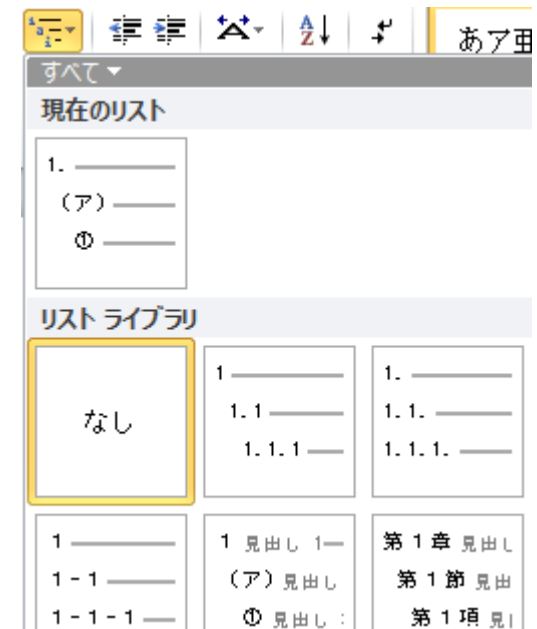 あア亜
すべて
現在のリスト
1.
(ア)
①
リスト ライブラリ
なし
1
1.1
1.1.1
1.
1.1.
1.1.1.
1
1-1
1-1-1
1 見出し 1
(ア) 見出し
① 見出し
第1章 見出し
第1節 見出
第1項 見